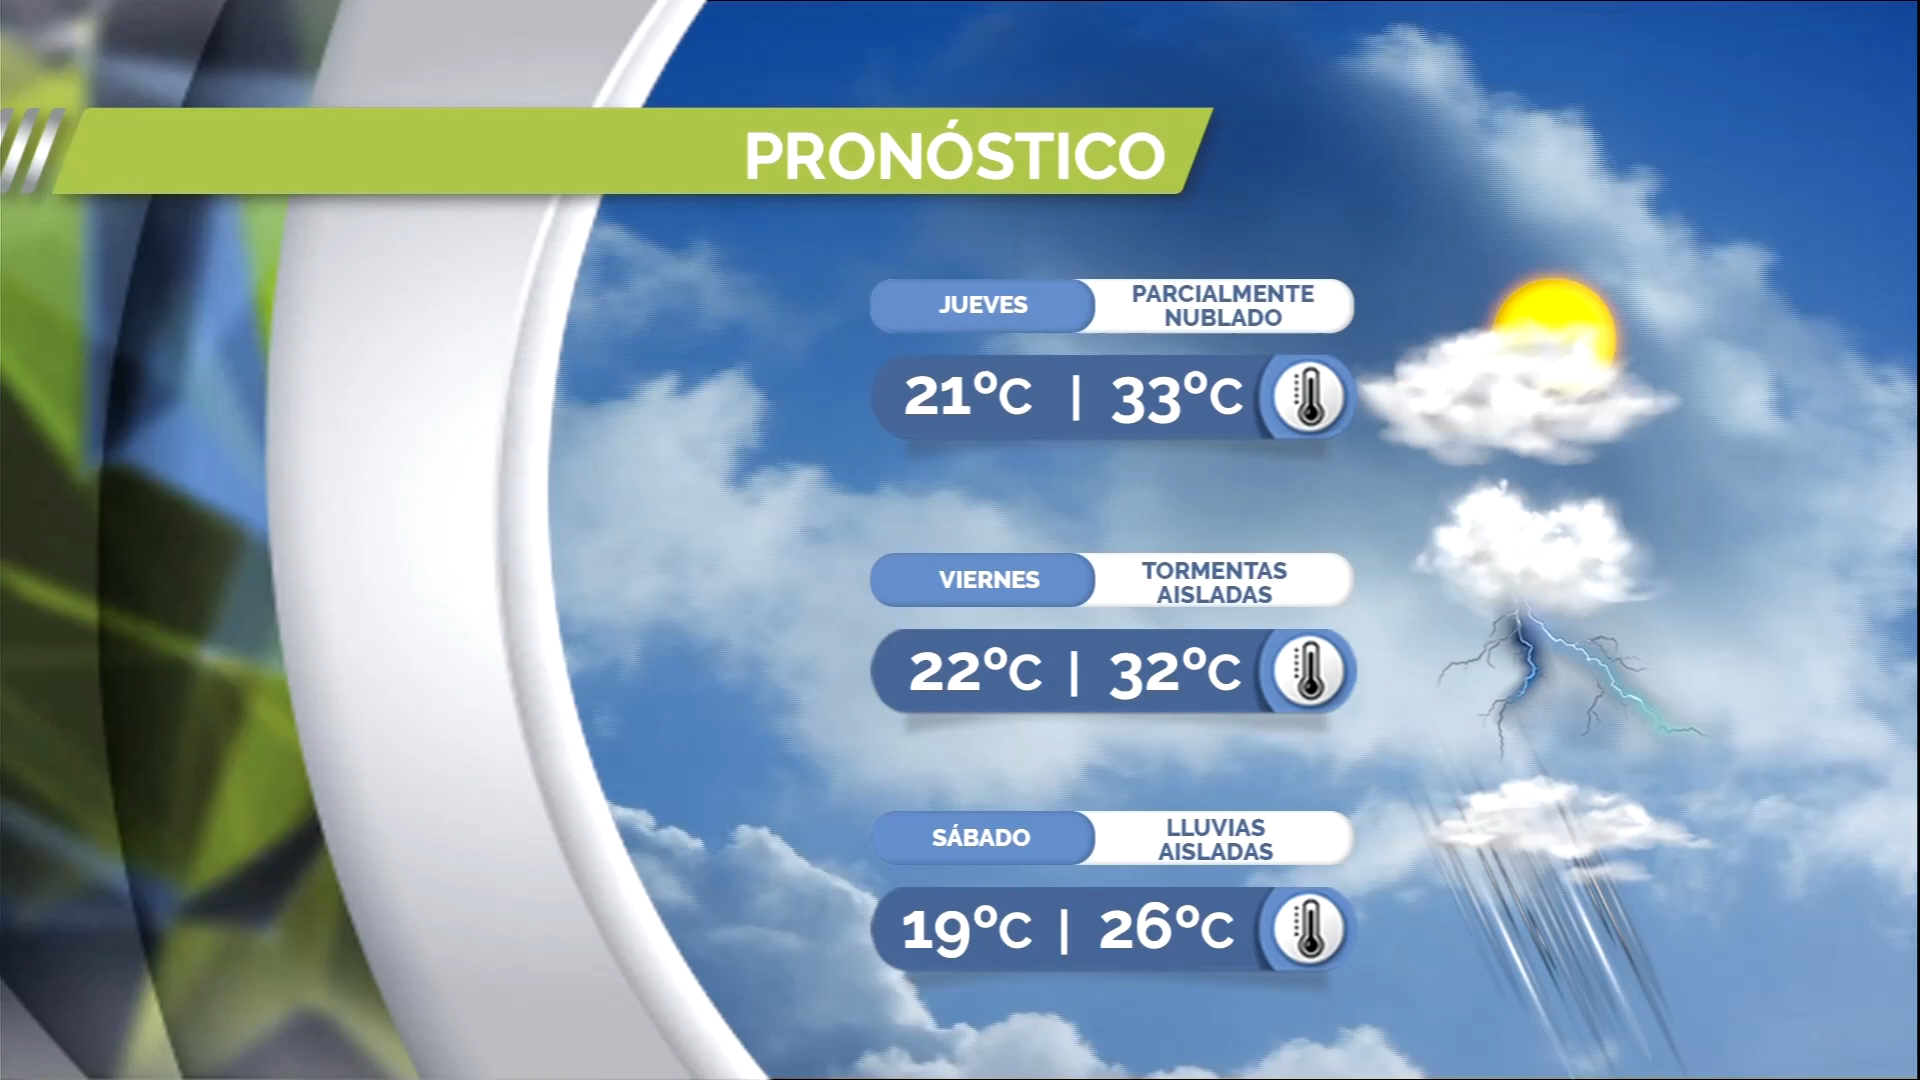 PRONÓSTICO
JUEVES
PARCIALMENTE
NUBLADO
21°C | 33°C
VIERNES
TORMENTAS
AISLADAS
22°C | 32°C
SÁBADO
LLUVIAS
AISLADAS
19°C | 26°C